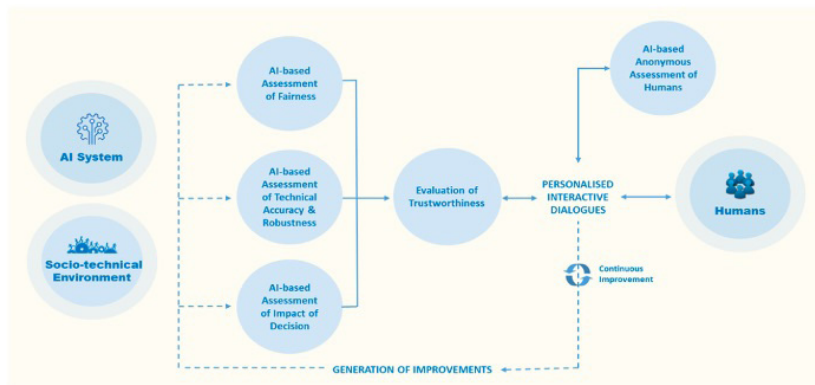 AI System
Socio-technical
Environment
AI-based
Assessment
of Fairness
AI-based
Assessment
of Technical
Accuracy &
Robustness
AI-based
Assessment
of Impact of
Decision
Evaluation of
Trustworthiness
PERSONALISED
INTERACTIVE
DIALOGUES
AI-based
Anonymous
Assessment of
Humans
Humans
Continuous
Improvement
GENERATION OF IMPROVEMENTS